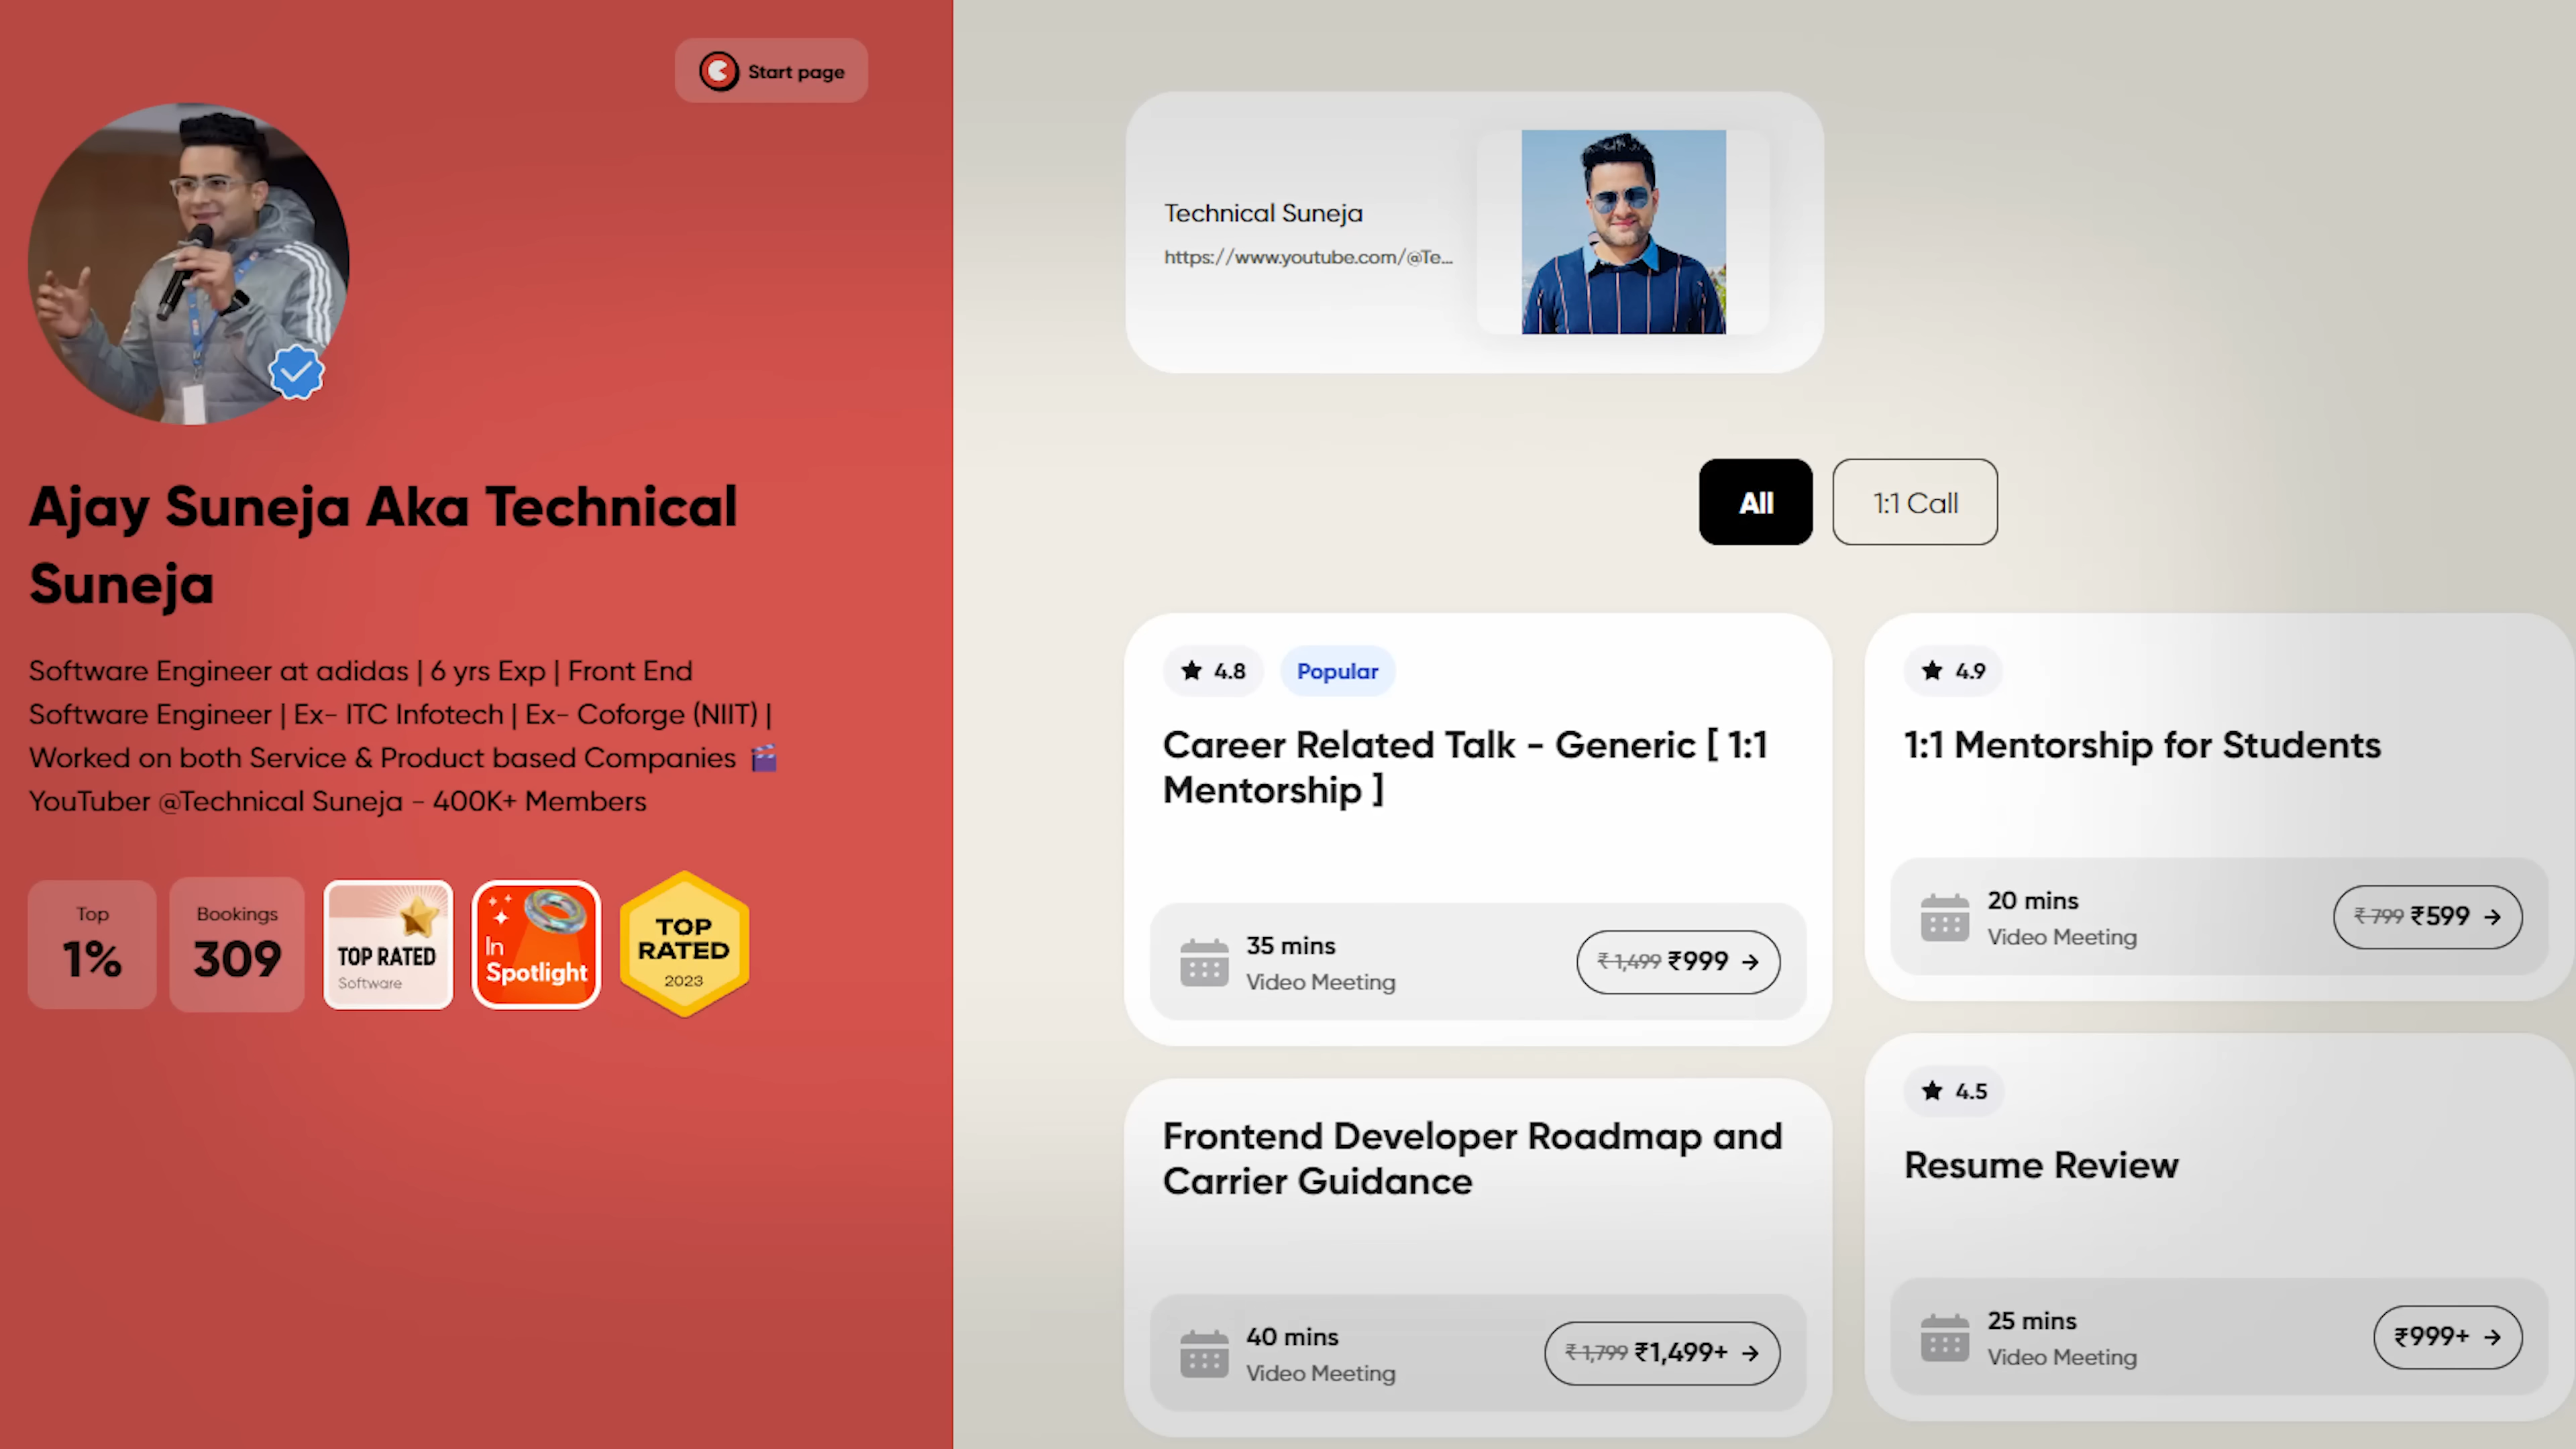 Start page
Ajay Suneja Aka Technical
Suneja
Software Engineer at adidas | 6 yrs Exp | Front End
Software Engineer | Ex- ITC Infotech | Ex- Coforge (NIIT) |
Worked on both Service & Product based Companies 🎬
YouTuber @Technical Suneja - 400K+ Members
Top
1%
Bookings
309
TOP RATED
Software
In
Spotlight
TOP
RATED
2023
Technical Suneja
https://www.youtube.com/@Te...
All
1:1 Call
4.8
Popular
Career Related Talk - Generic [ 1:1
Mentorship ]
35 mins
Video Meeting
₹1,499 ₹999 →
4.9
1:1 Mentorship for Students
20 mins
Video Meeting
₹799 ₹599 →
Frontend Developer Roadmap and
Carrier Guidance
40 mins
Video Meeting
₹1,799 ₹1,499+ →
4.5
Resume Review
25 mins
Video Meeting
₹999+ →